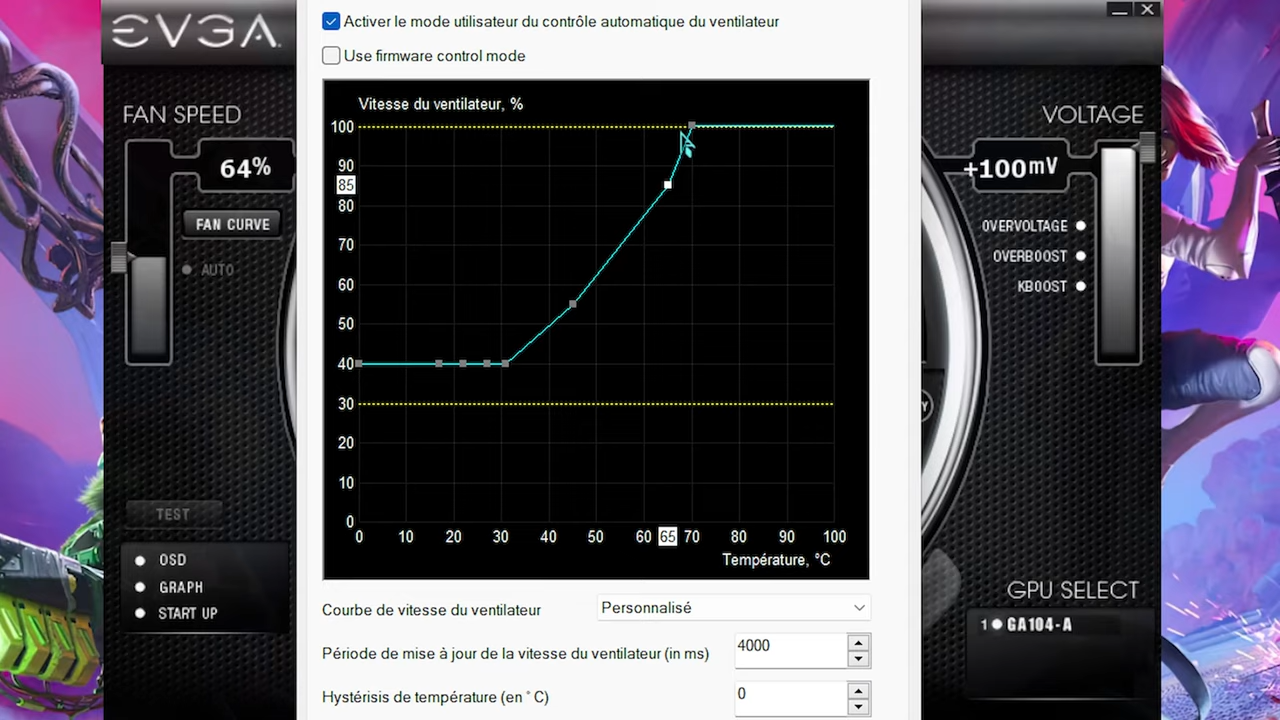 EVGA
Activer le mode utilisateur du contrôle automatique du ventilateur
Use firmware control mode
FAN SPEED
64%
FAN CURVE
AUTO
TEST
OSD
GRAPH
START UP
Vitesse du ventilateur, %
100
90
85
80
70
60
50
40
30
20
10
0
0 10 20 30 40 50 60 65 70 80 90 100
Température, °C
Courbe de vitesse du ventilateur
Personnalisé
Période de mise à jour de la vitesse du ventilateur (in ms)
4000
Hystérisis de température (en °C)
0
VOLTAGE
+100mV
OVERVOLTAGE
OVERBOOST
KBOOST
Y
GPU SELECT
1 GA104-A